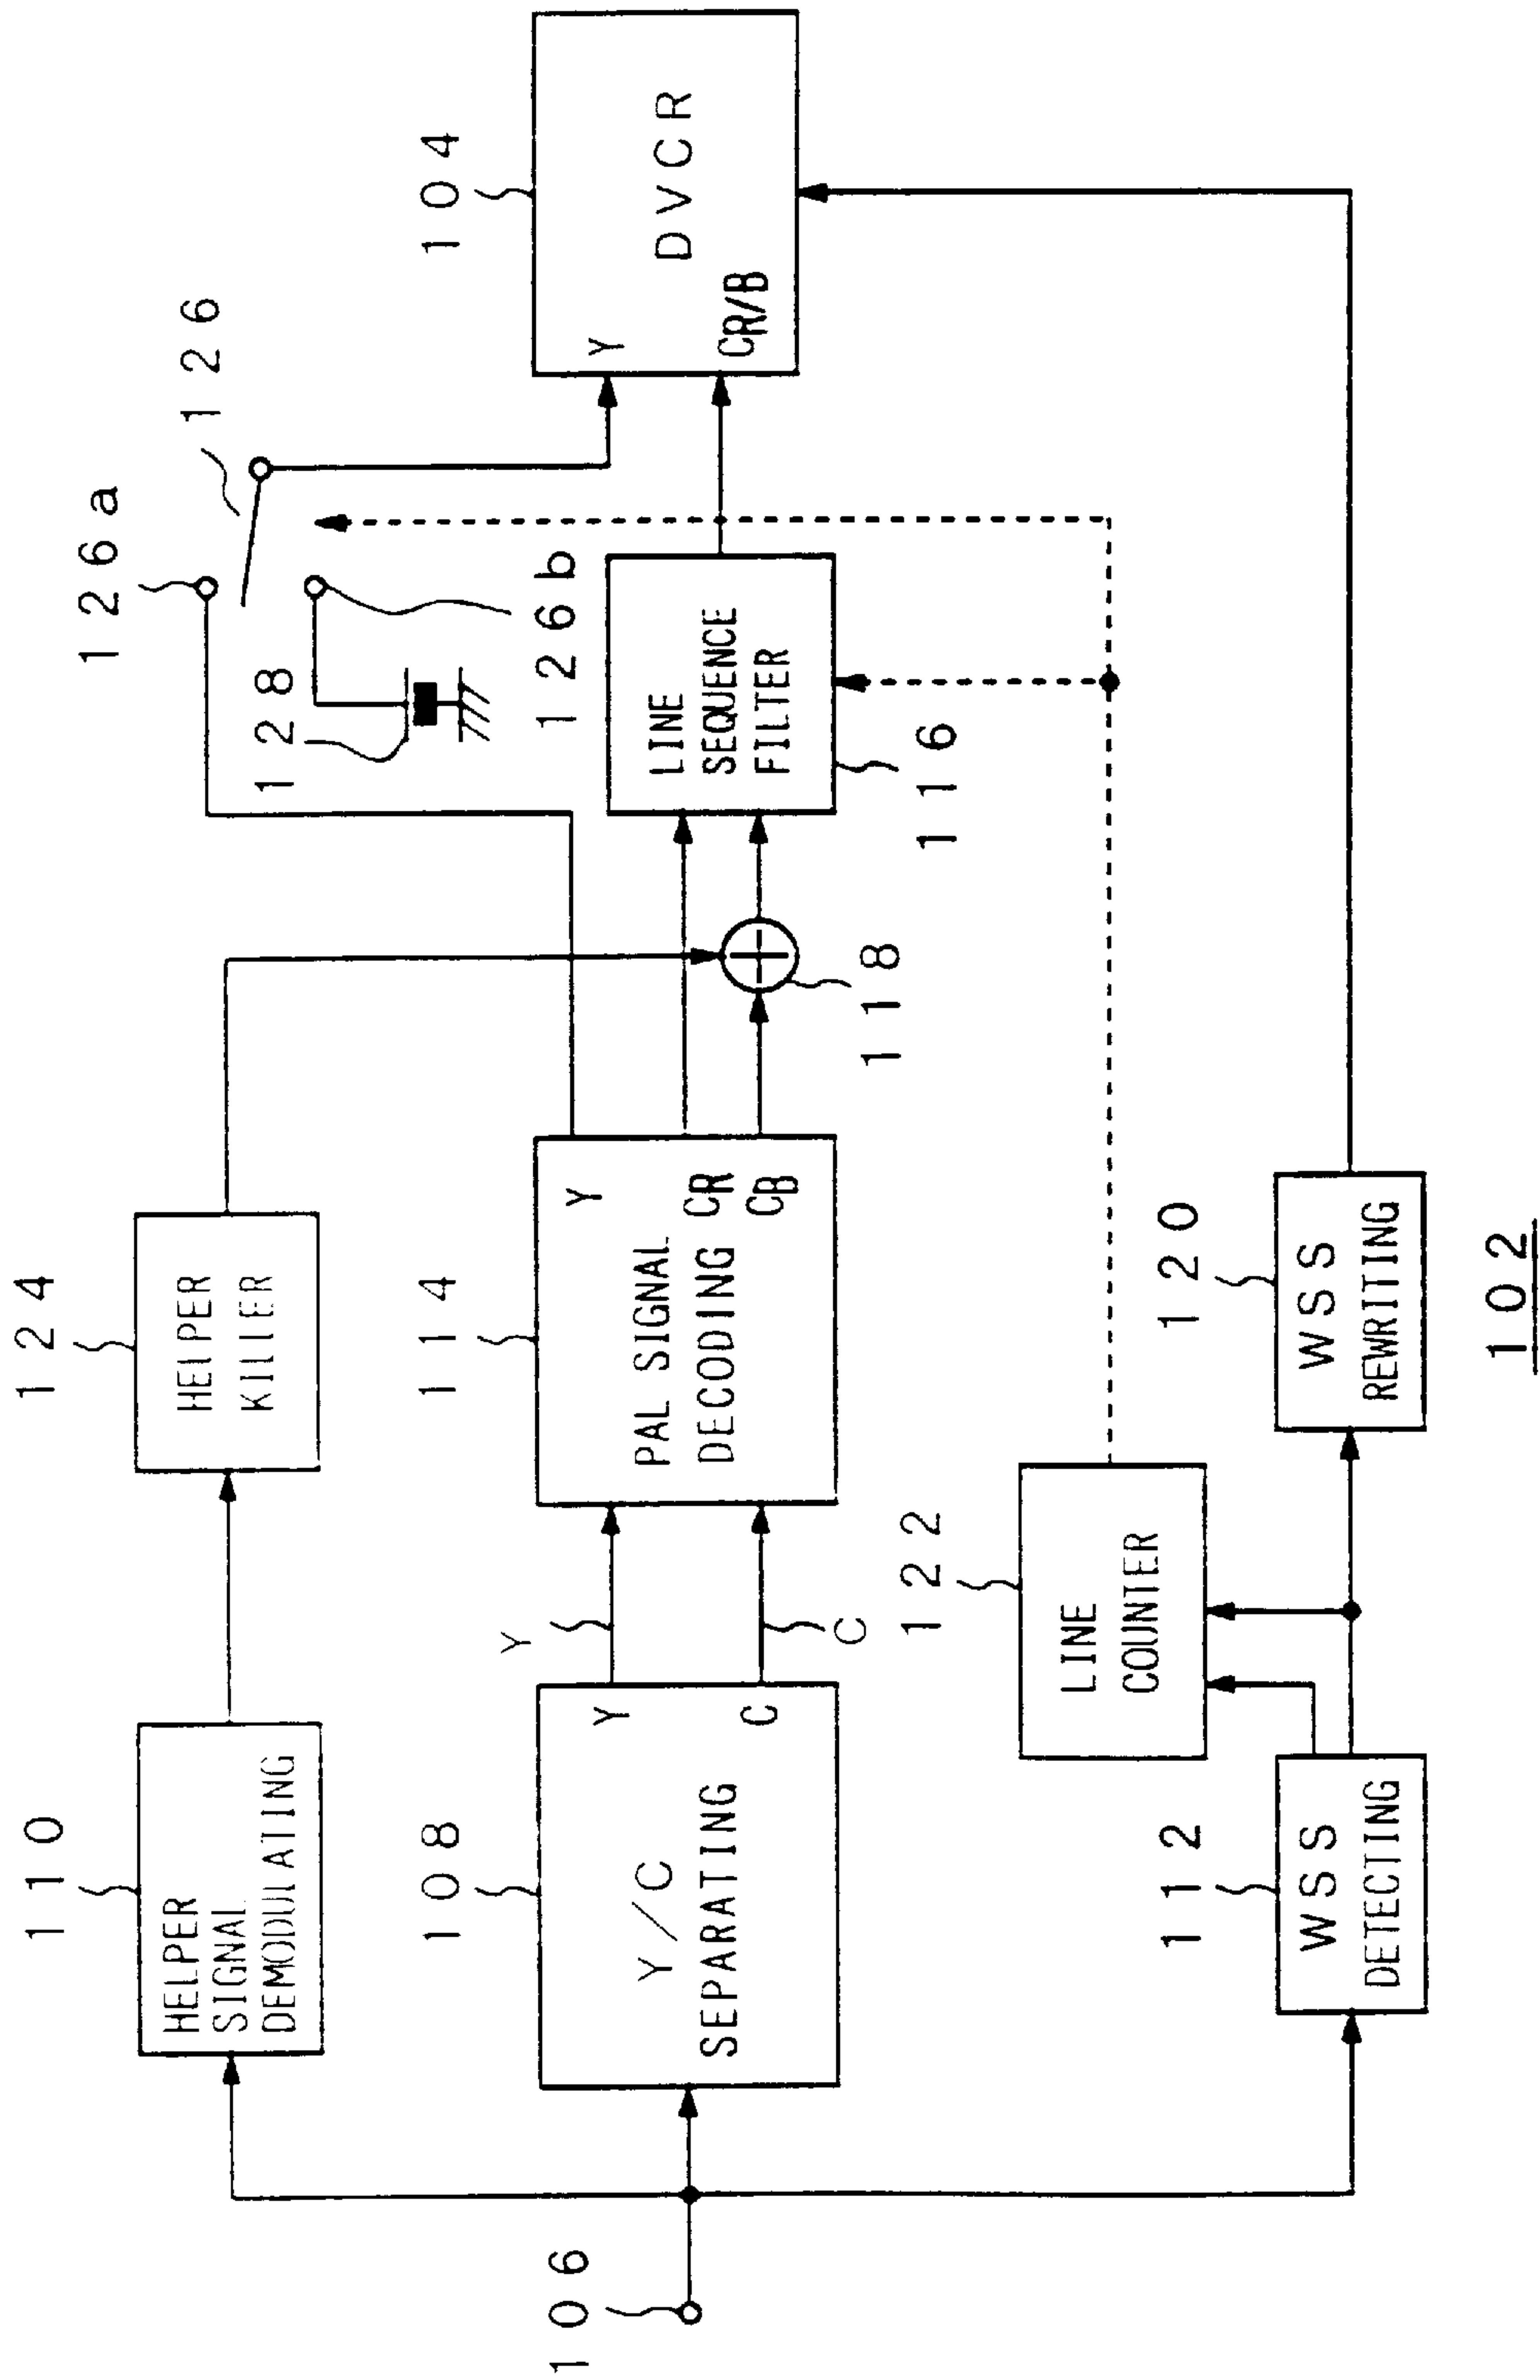 110
124
126a
126
HELPER
SIGNAL
DEMODULATING
HELPER
KILLER
128
126b
104
106
108
Y/C
SEPARATING
Y
C
Y
C
114
PAL SIGNAL
DECODING
Y
CR
CB
118
LINE
SEQUENCE
FILTER
116
Y
CR/B
DVCR
122
LINE
COUNTER
112
WSS
DETECTING
120
WSS
REWRITING
102